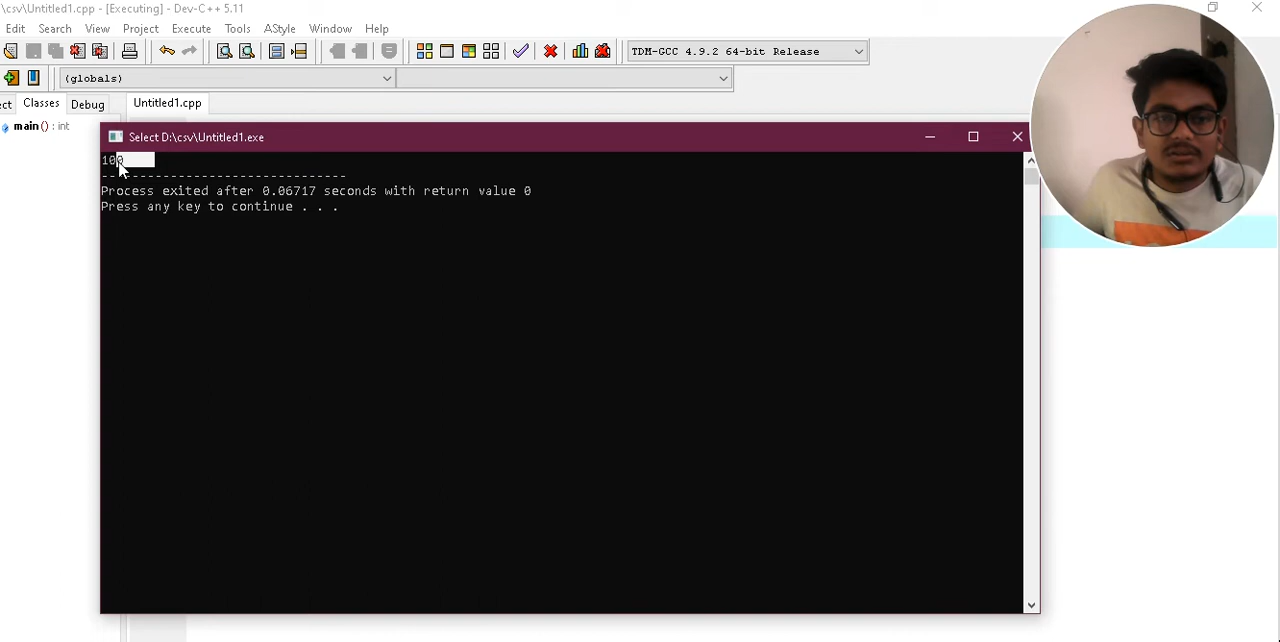 \csv\Untitled1.cpp - [Executing] - Dev-C++ 5.11
Edit Search View Project Execute Tools AStyle Window Help
TDM-GCC 4.9.2 64-bit Release
(globals)
ct Classes Debug Untitled1.cpp
main() : int
Select D:\csv\Untitled1.exe
100
--------------------------------
Process exited after 0.06717 seconds with return value 0
Press any key to continue . . .